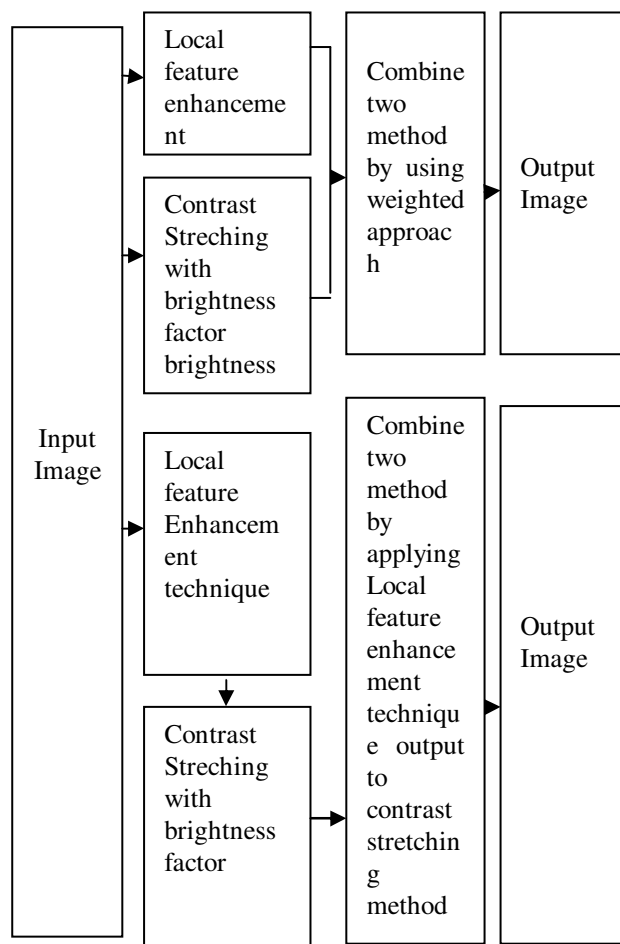 Input
Image
Local
feature
enhanceme
nt
Contrast
Streching
with
brightness
factor
brightness
Combine
two
method
by using
weighted
approac
h
Output
Image
Local
feature
Enhancem
ent
technique
Contrast
Streching
with
brightness
factor
Combine
two
method
by
applying
Local
feature
enhance
ment
techniqu
e output
to
contrast
stretchin
g
method
Output
Image